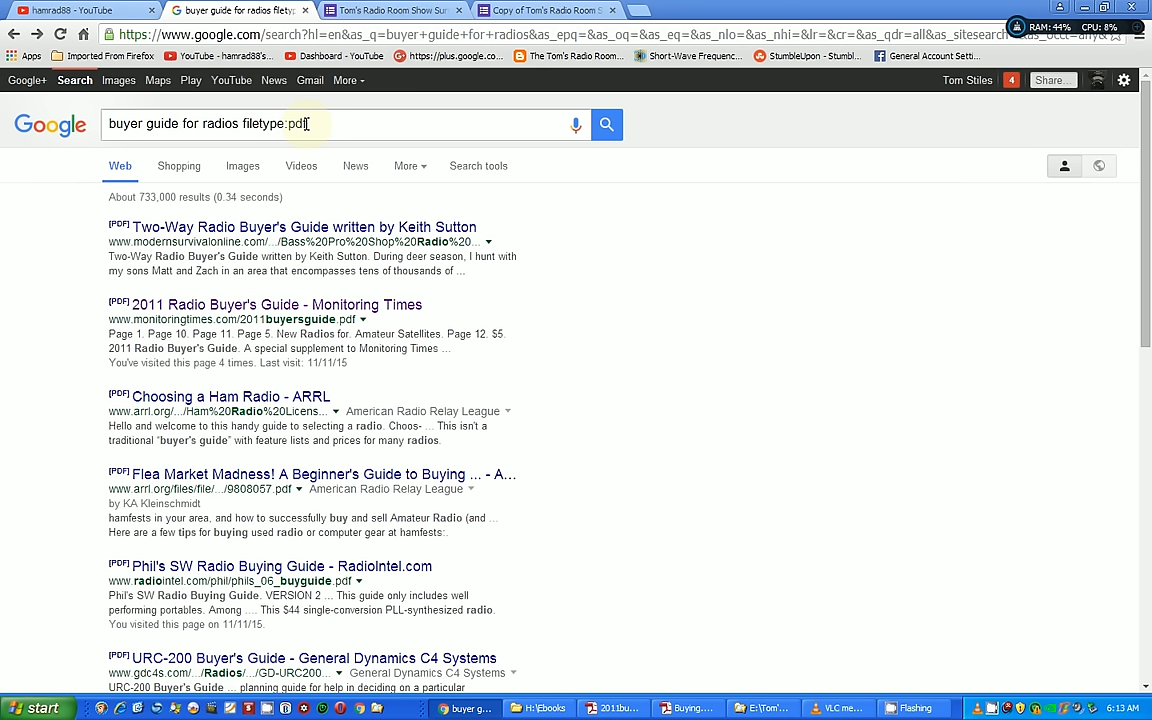 hamrad88 - YouTube
buyer guide for radios filety
Tom's Radio Room Show Sur
Copy of Tom's Radio Room S
https://www.google.com/search?hl=en&as_q=buyer+guide+for+radios&as_epq=&as_oq=&as_eq=&as_nlo=&as_nhi=&lr=&cr=&as_qdr=all&as_sitesearch
RAM: 44% CPU: 8%
Apps
Imported From Firefox
YouTube - hamrad88's...
Dashboard - YouTube
https://plus.google.com...
The Tom's Radio Room...
Short-Wave Frequenc...
StumbleUpon - Stumbl...
General Account Setti...
Google+ Search Images Maps Play YouTube News Gmail More
Tom Stiles 4 Share...
Google
buyer guide for radios filetype:pdf
Web Shopping Images Videos News More Search tools
About 733,000 results (0.34 seconds)
[PDF] Two-Way Radio Buyer's Guide written by Keith Sutton
www.modernsurvivalonline.com/.../Bass%20Pro%20Shop%20Radio%20...
Two-Way Radio Buyer's Guide written by Keith Sutton. During deer season, I hunt with
my sons Matt and Zach in an area that encompasses tens of thousands of ...
[PDF] 2011 Radio Buyer's Guide - Monitoring Times
www.monitoringtimes.com/2011buyersguide.pdf
Page 1. Page 10. Page 11. Page 5. New Radios for. Amateur Satellites. Page 12. $5.
2011 Radio Buyer's Guide. A special supplement to Monitoring Times ...
You've visited this page 4 times. Last visit: 11/11/15
[PDF] Choosing a Ham Radio - ARRL
www.arrl.org/.../Ham%20Radio%20Licens... American Radio Relay League
Hello and welcome to this handy guide to selecting a radio. Choos- ... This isn't a
traditional “buyer's guide” with feature lists and prices for many radios.
[PDF] Flea Market Madness! A Beginner's Guide to Buying ... - A...
www.arrl.org/files/file/.../9808057.pdf American Radio Relay League
by KA Kleinschmidt
hamfests in your area, and how to successfully buy and sell Amateur Radio (and ...
Here are a few tips for buying used radio or computer gear at hamfests:.
[PDF] Phil's SW Radio Buying Guide - RadioIntel.com
www.radiointel.com/phil/phils_06_buyguide.pdf
Phil's SW Radio Buying Guide. VERSION 2 ... This guide only includes well
performing portables. Among .... This $44 single-conversion PLL-synthesized radio.
You visited this page on 11/11/15.
[PDF] URC-200 Buyer's Guide - General Dynamics C4 Systems
www.gdc4s.com/.../Radios/.../GD-URC200... General Dynamics C4 Systems
URC-200 Buyer's Guide ... planning guide for help in deciding on a particular
start
buyer g...
H:\Ebooks
2011bu...
Buying....
E:\Tom'...
VLC me...
Flashing
6:13 AM